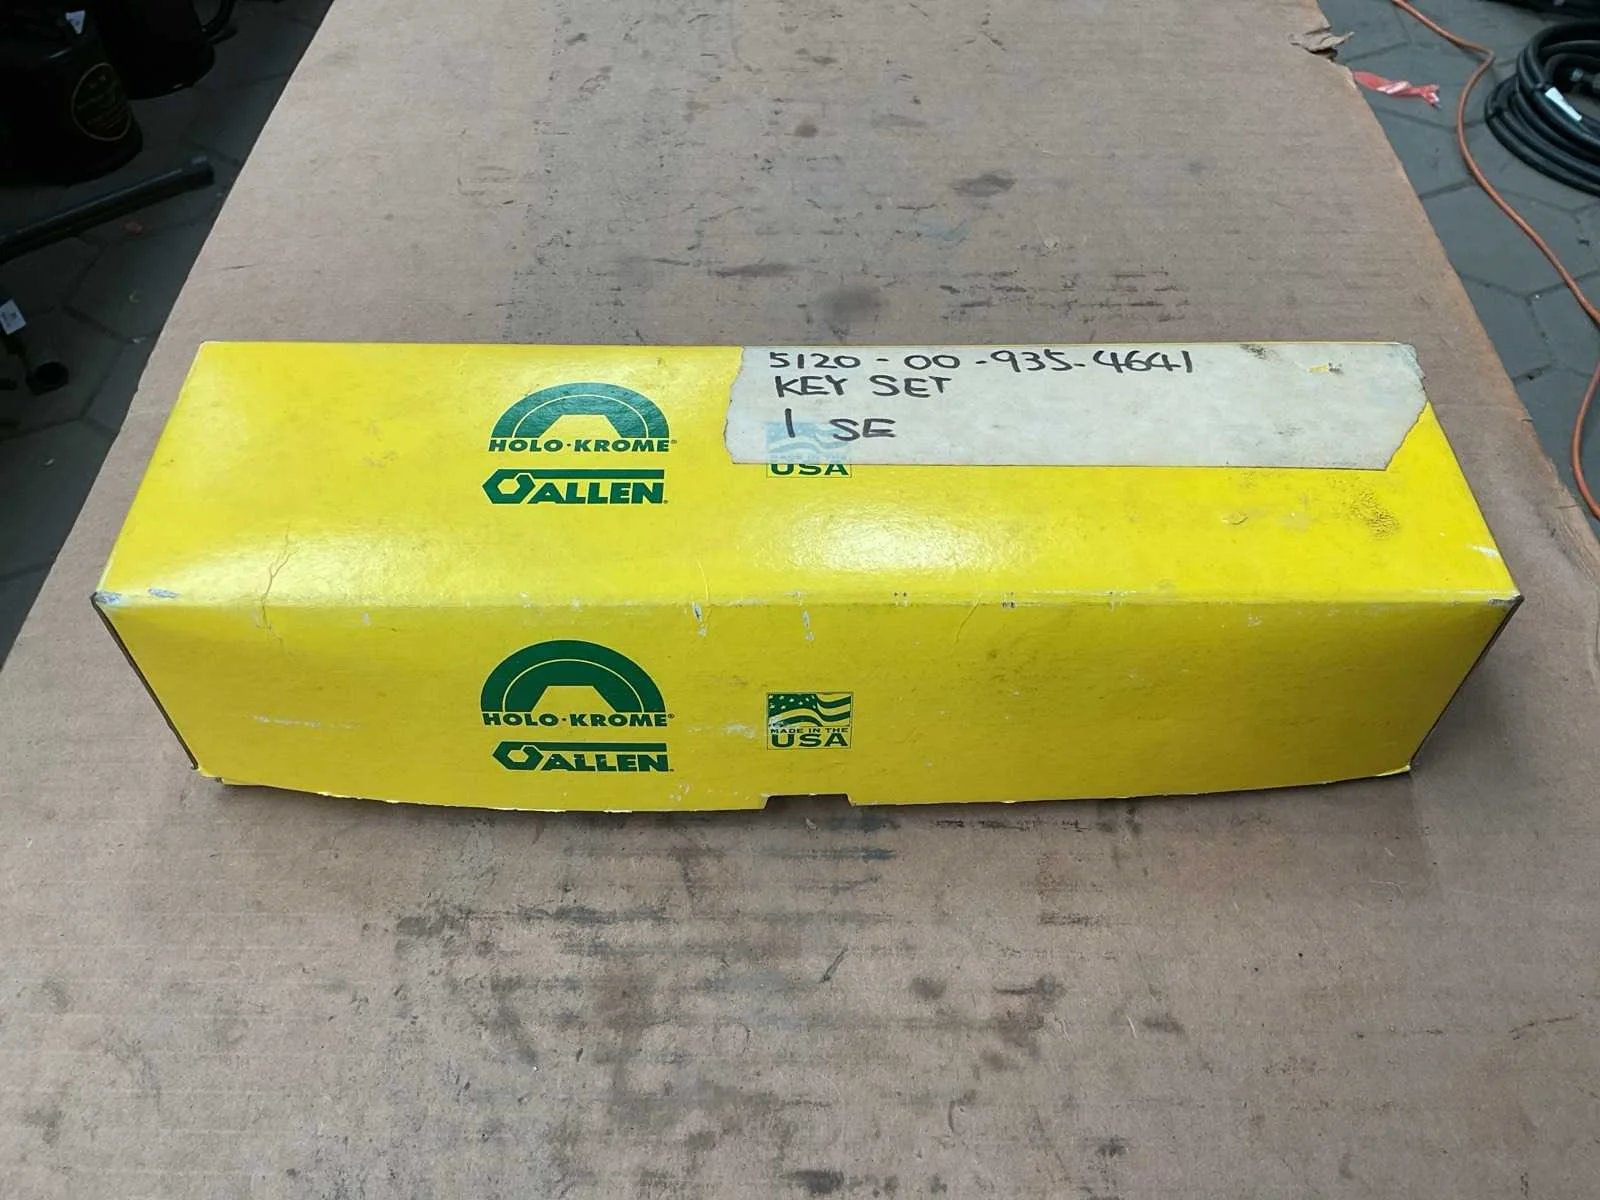 5120-00-935-4641
KEY SET
1 SE
HOLO-KROME®
ALLEN
USA
HOLO-KROME®
ALLEN
MADE IN THE
USA